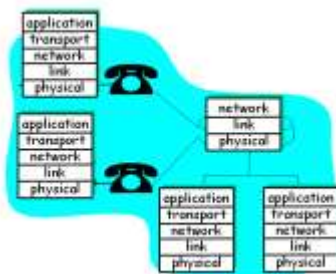 application
transport
network
link
physical
application
transport
network
link
physical
network
link
physical
application
transport
network
link
physical
application
transport
network
link
physical